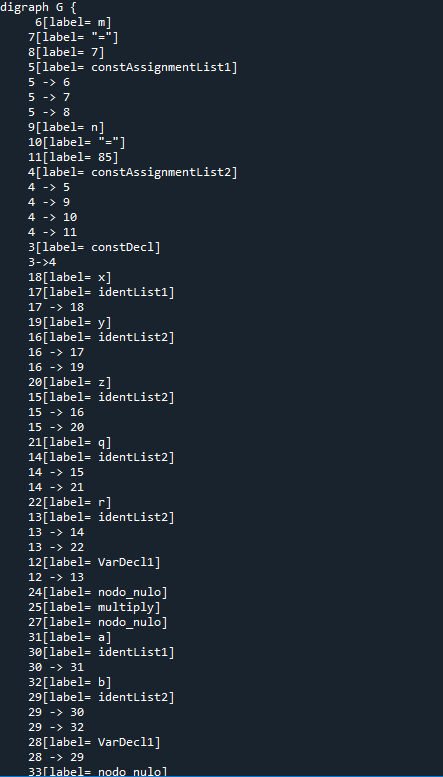 digraph G {
6[label= m]
7[label= "="]
8[label= 7]
5[label= constAssignmentList1]
5 -> 6
5 -> 7
5 -> 8
9[label= n]
10[label= "="]
11[label= 85]
4[label= constAssignmentList2]
4 -> 5
4 -> 9
4 -> 10
4 -> 11
3[label= constDecl]
3->4
18[label= x]
17[label= identList1]
17 -> 18
19[label= y]
16[label= identList2]
16 -> 17
16 -> 19
20[label= z]
15[label= identList2]
15 -> 16
15 -> 20
21[label= q]
14[label= identList2]
14 -> 15
14 -> 21
22[label= r]
13[label= identList2]
13 -> 14
13 -> 22
12[label= VarDecl1]
12 -> 13
24[label= nodo_nulo]
25[label= multiply]
27[label= nodo_nulo]
31[label= a]
30[label= identList1]
30 -> 31
32[label= b]
29[label= identList2]
29 -> 30
29 -> 32
28[label= VarDecl1]
28 -> 29
33[label= nodo_nulo]